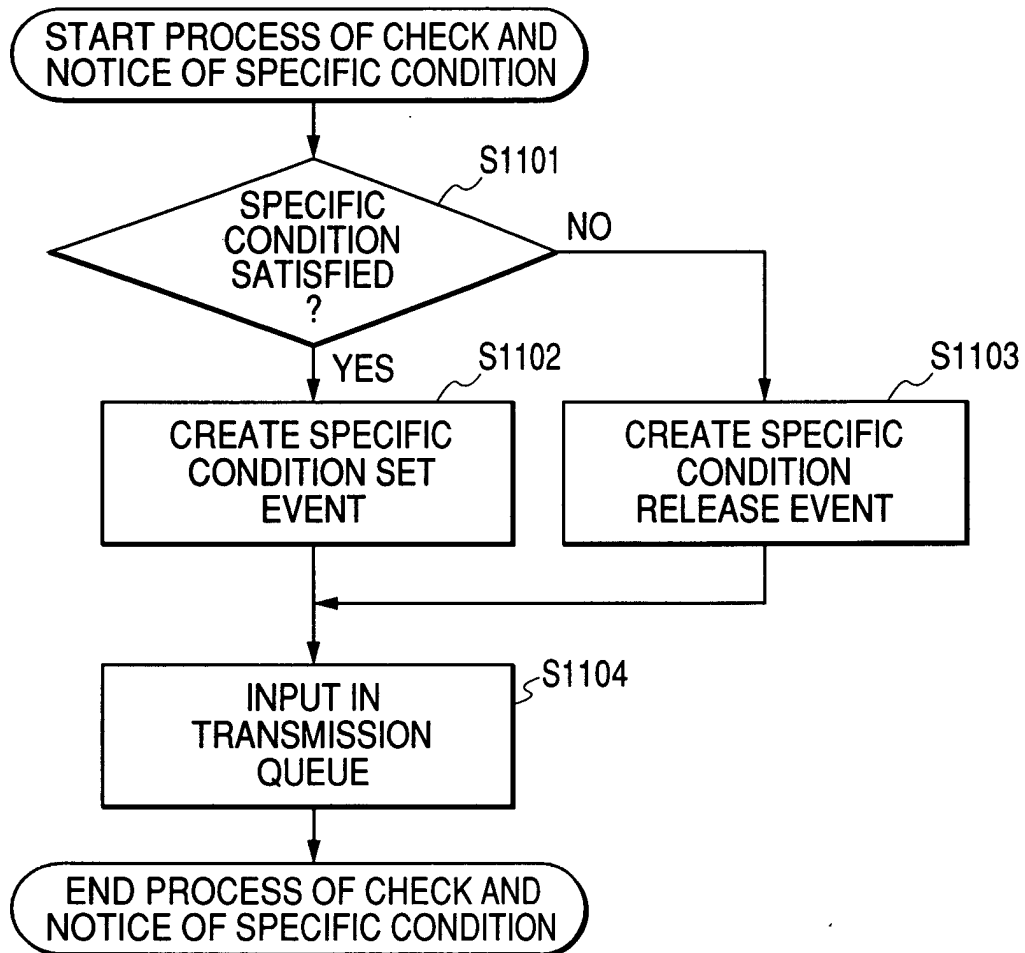 START PROCESS OF CHECK AND
NOTICE OF SPECIFIC CONDITION
S1101
SPECIFIC
CONDITION
SATISFIED
?
NO
YES
S1102
S1103
CREATE SPECIFIC
CONDITION SET
EVENT
CREATE SPECIFIC
CONDITION
RELEASE EVENT
S1104
INPUT IN
TRANSMISSION
QUEUE
END PROCESS OF CHECK AND
NOTICE OF SPECIFIC CONDITION